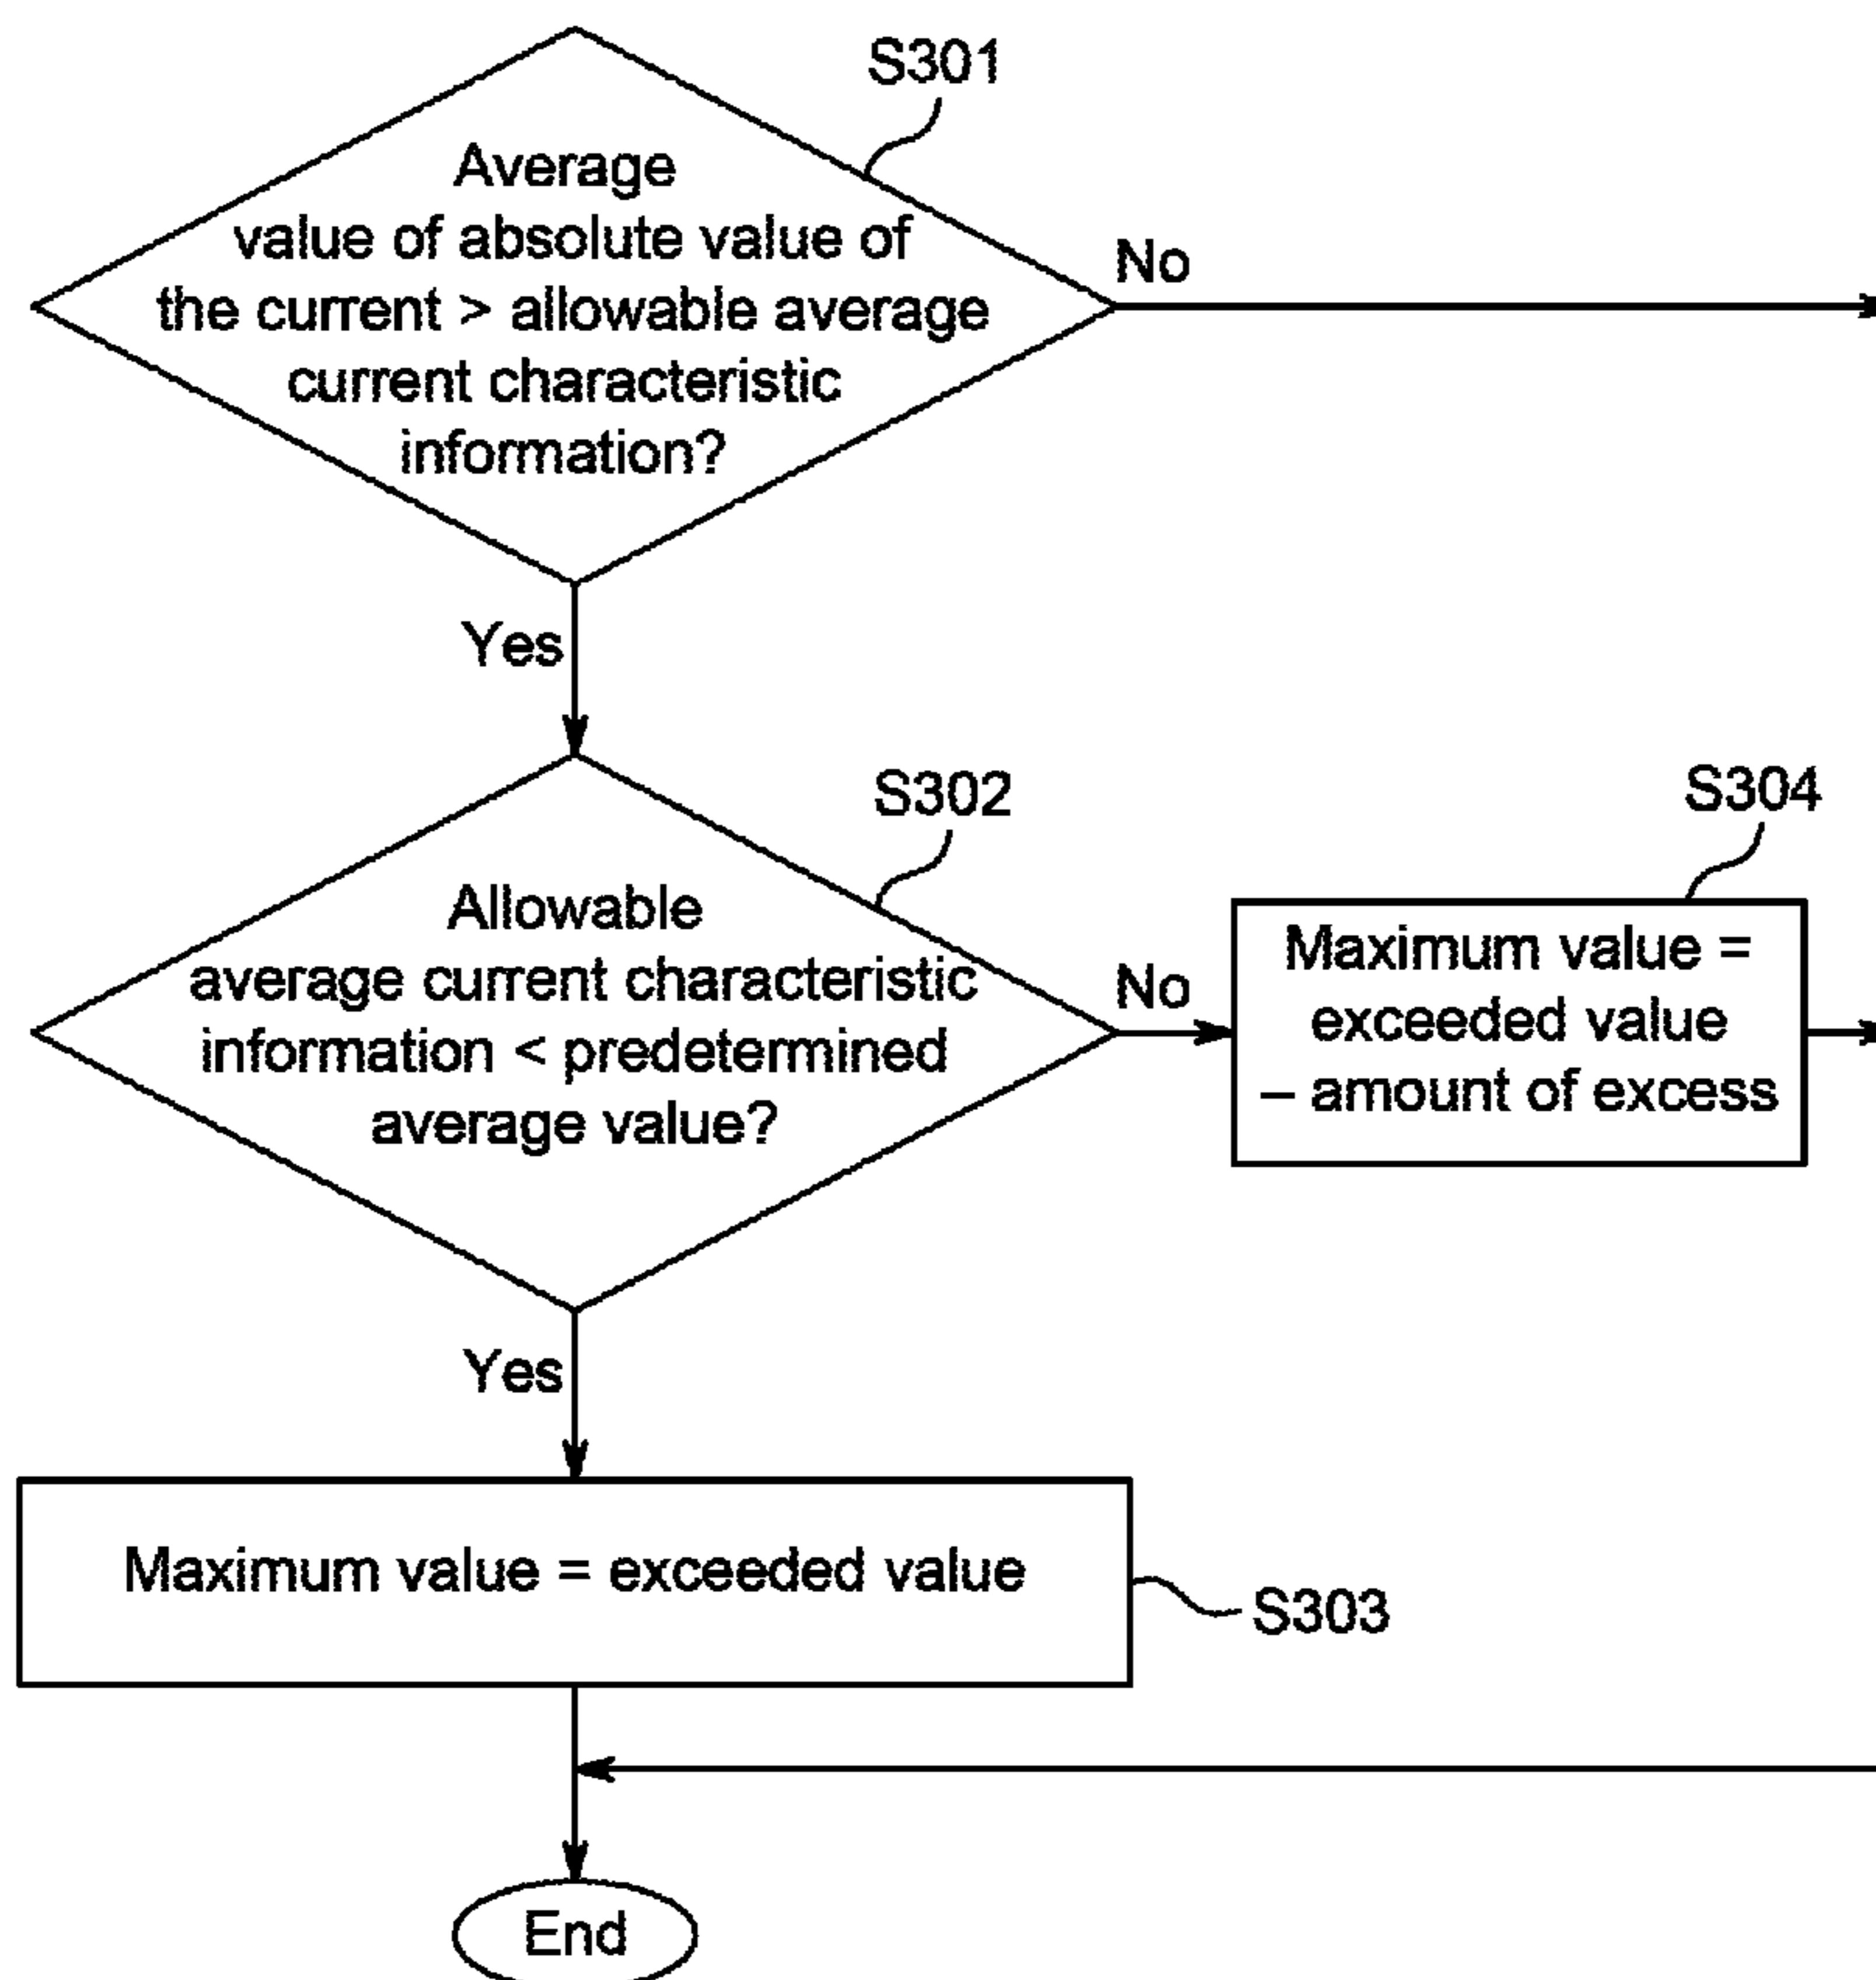 S301
Average
value of absolute value of
the current > allowable average
current characteristic
information?
No
Yes
S302
Allowable
average current characteristic
information < predetermined
average value?
No
S304
Maximum value =
exceeded value
– amount of excess
Yes
Maximum value = exceeded value
S303
End